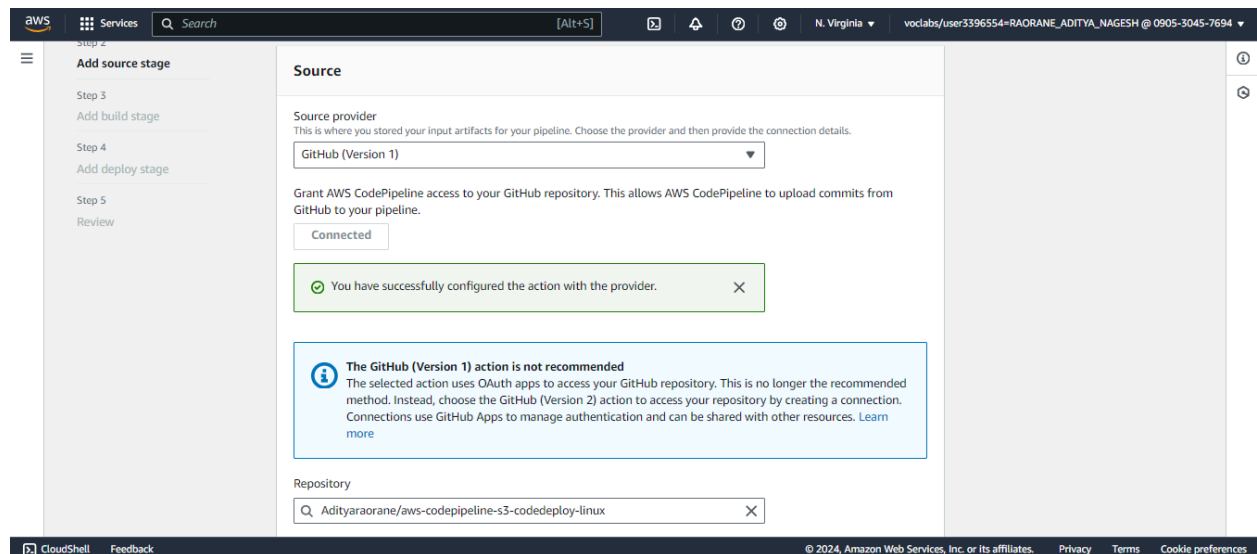 aws
Services
Search
[Alt+S]
N. Virginia
voclabs/user3396554=RAORANE_ADITYA_NAGESH @ 0905-3045-7694
Step 2
Add source stage
Step 3
Add build stage
Step 4
Add deploy stage
Step 5
Review
Source
Source provider
This is where you stored your input artifacts for your pipeline. Choose the provider and then provide the connection details.
GitHub (Version 1)
Grant AWS CodePipeline access to your GitHub repository. This allows AWS CodePipeline to upload commits from
GitHub to your pipeline.
Connected
You have successfully configured the action with the provider.
The GitHub (Version 1) action is not recommended
The selected action uses OAuth apps to access your GitHub repository. This is no longer the recommended
method. Instead, choose the GitHub (Version 2) action to access your repository by creating a connection.
Connections use GitHub Apps to manage authentication and can be shared with other resources. Learn
more
Repository
Adityaraorane/aws-codepipeline-s3-codedeploy-linux
CloudShell
Feedback
© 2024, Amazon Web Services, Inc. or its affiliates.
Privacy
Terms
Cookie preferences